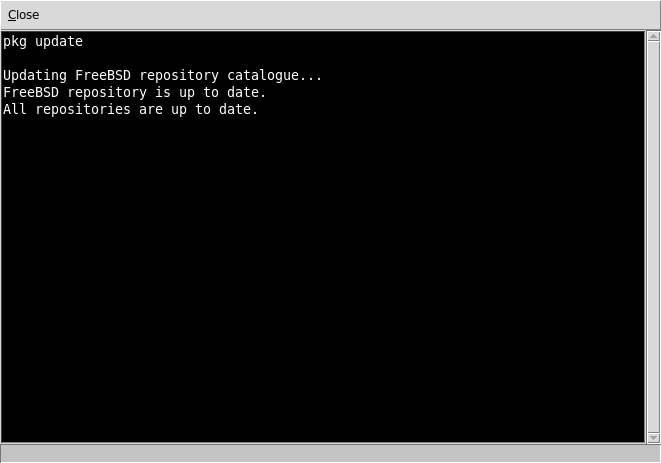 Close
pkg update
Updating FreeBSD repository catalogue...
FreeBSD repository is up to date.
All repositories are up to date.